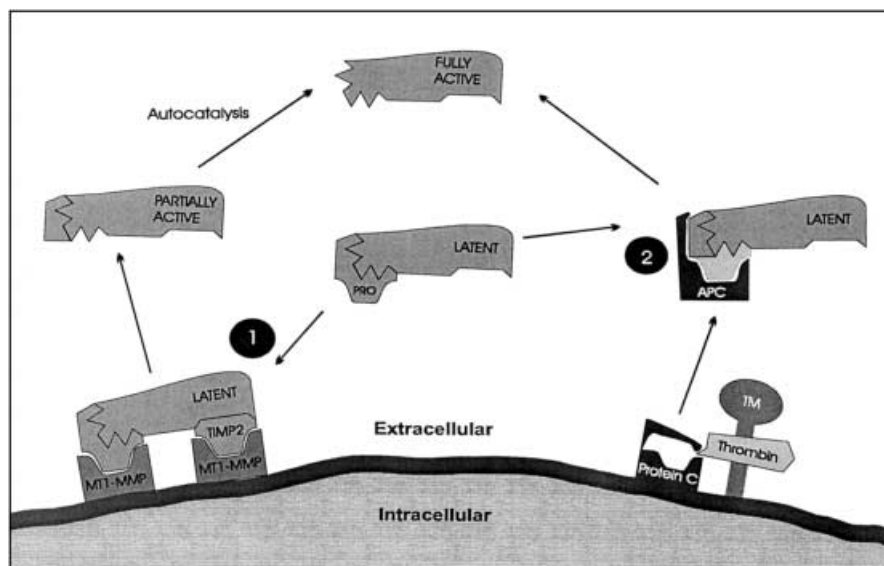 FULLY
ACTIVE
Autocatalysis
PARTIALLY
ACTIVE
LATENT
PRO
LATENT
2
APC
1
LATENT
TIMP2
MT1-MMP
MT1-MMP
TM
Thrombin
Protein C
Extracellular
Intracellular